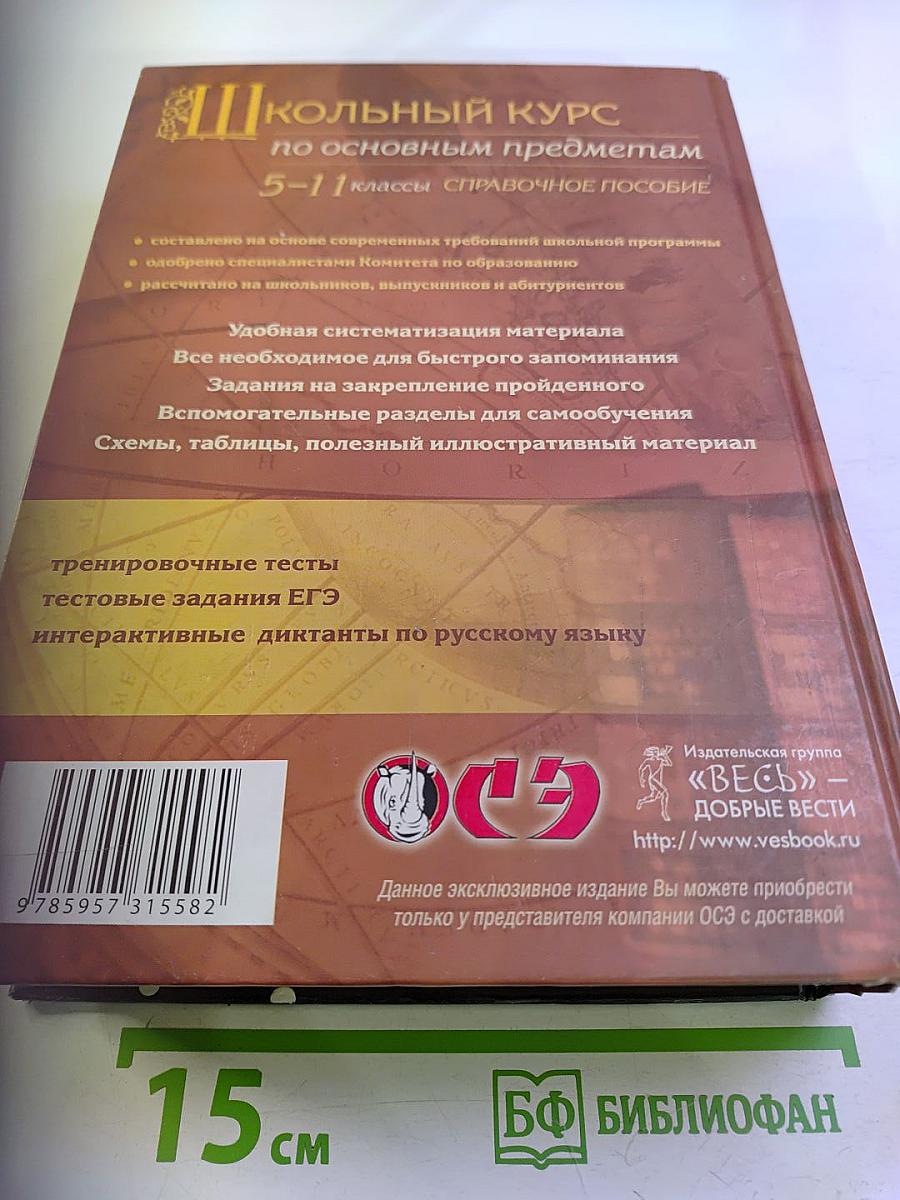 Школьный курс
по основным предметам
5–11 классы СПРАВОЧНОЕ ПОСОБИЕ
• составлено на основе современных требований школьной программы
• одобрено специалистами Комитета по образованию
• рассчитано на школьников, выпускников и абитуриентов
Удобная систематизация материала
Все необходимое для быстрого запоминания
Задания на закрепление пройденного
Вспомогательные разделы для самообучения
Схемы, таблицы, полезный иллюстративный материал
H O R I Z
тренировочные тесты
тестовые задания ЕГЭ
интерактивные диктанты по русскому языку
ОСЭ
Издательская группа
«ВЕСЬ» –
ДОБРЫЕ ВЕСТИ
http://www.vesbook.ru
9 785957 315582
Данное эксклюзивное издание Вы можете приобрести
только у представителя компании ОСЭ с доставкой
15 см
БФ БИБЛИОФАН